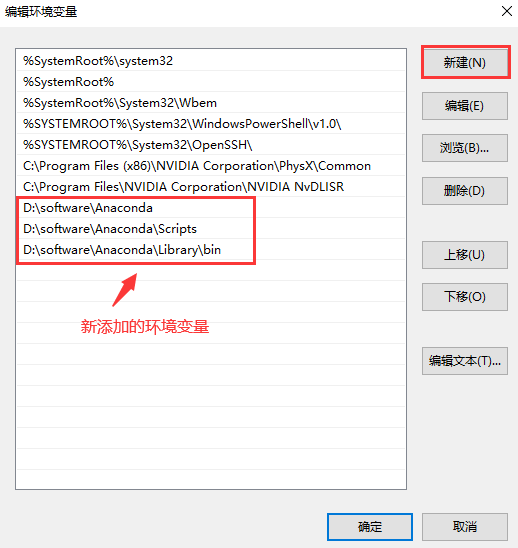 编辑环境变量
%SystemRoot%\system32
%SystemRoot%
%SystemRoot%\System32\Wbem
%SYSTEMROOT%\System32\WindowsPowerShell\v1.0\
%SYSTEMROOT%\System32\OpenSSH\
C:\Program Files (x86)\NVIDIA Corporation\PhysX\Common
C:\Program Files\NVIDIA Corporation\NVIDIA NvDLISR
D:\software\Anaconda
D:\software\Anaconda\Scripts
D:\software\Anaconda\Library\bin
新添加的环境变量
新建(N)
编辑(E)
浏览(B)...
删除(D)
上移(U)
下移(O)
编辑文本(T)...
确定
取消